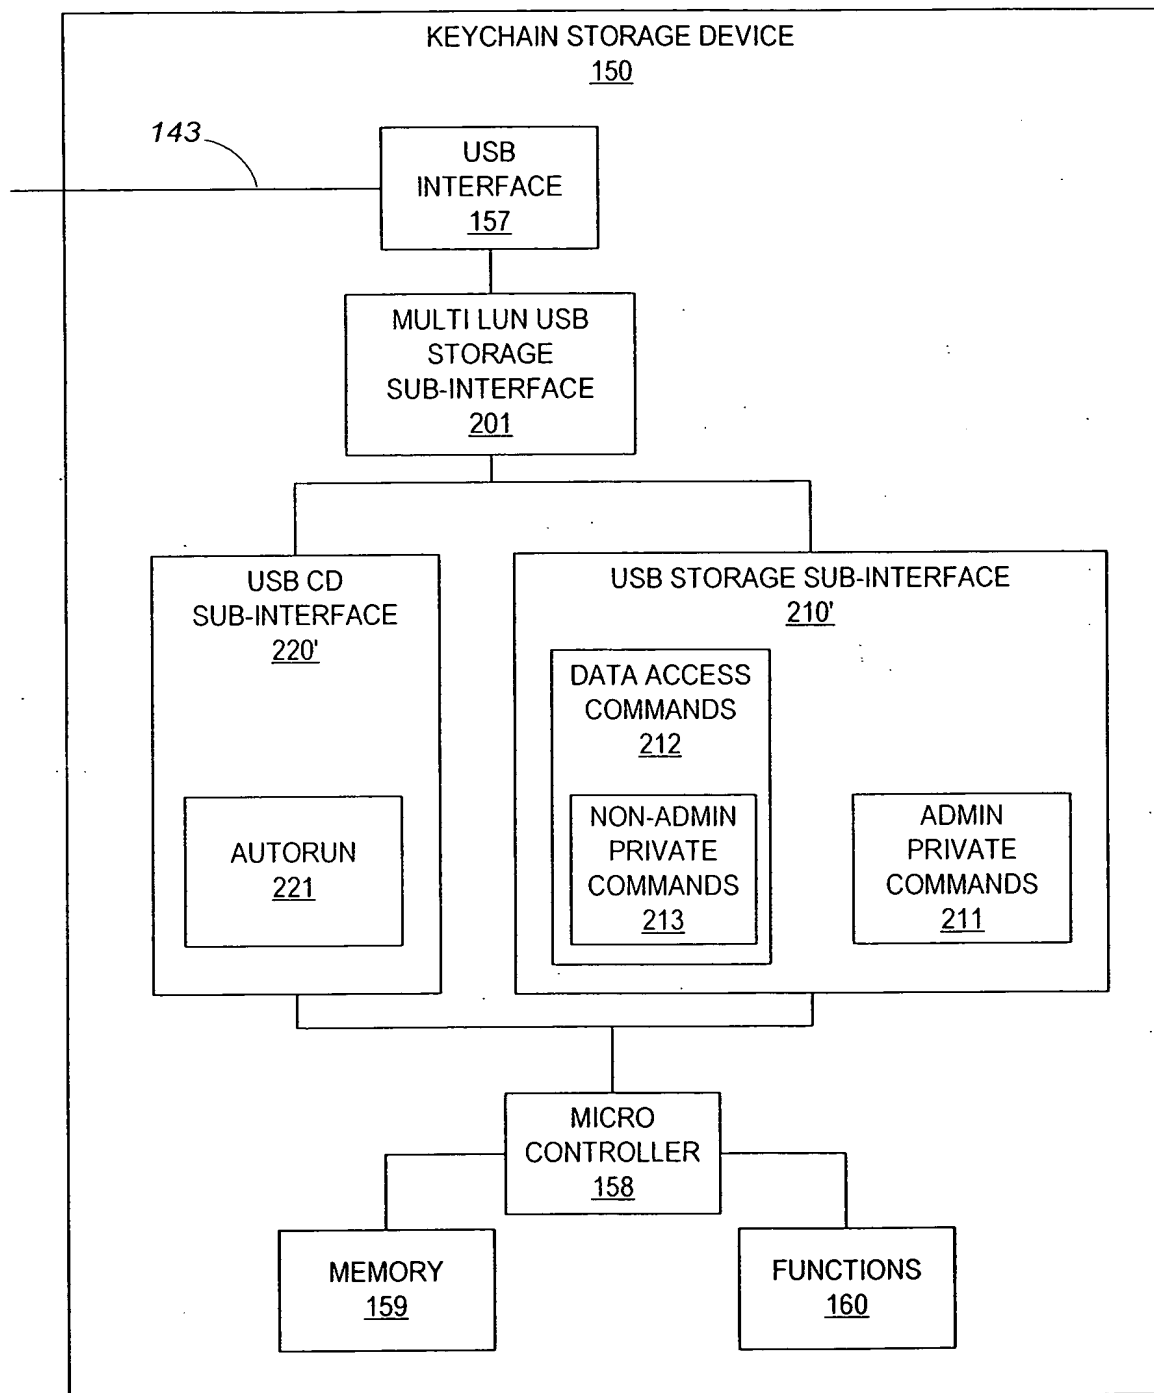 KEYCHAIN STORAGE DEVICE
150
143
USB
INTERFACE
157
MULTI LUN USB
STORAGE
SUB-INTERFACE
201
USB CD
SUB-INTERFACE
220'
AUTORUN
221
USB STORAGE SUB-INTERFACE
210'
DATA ACCESS
COMMANDS
212
NON-ADMIN
PRIVATE
COMMANDS
213
ADMIN
PRIVATE
COMMANDS
211
MICRO
CONTROLLER
158
MEMORY
159
FUNCTIONS
160